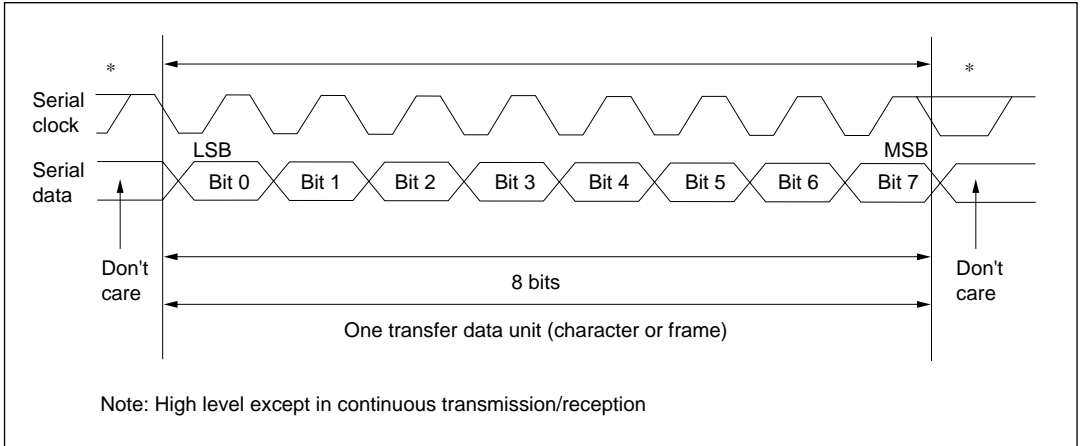 *
*
Serial
clock
LSB
MSB
Serial
data
Bit 0
Bit 1
Bit 2
Bit 3
Bit 4
Bit 5
Bit 6
Bit 7
Don't
care
8 bits
Don't
care
One transfer data unit (character or frame)
Note: High level except in continuous transmission/reception